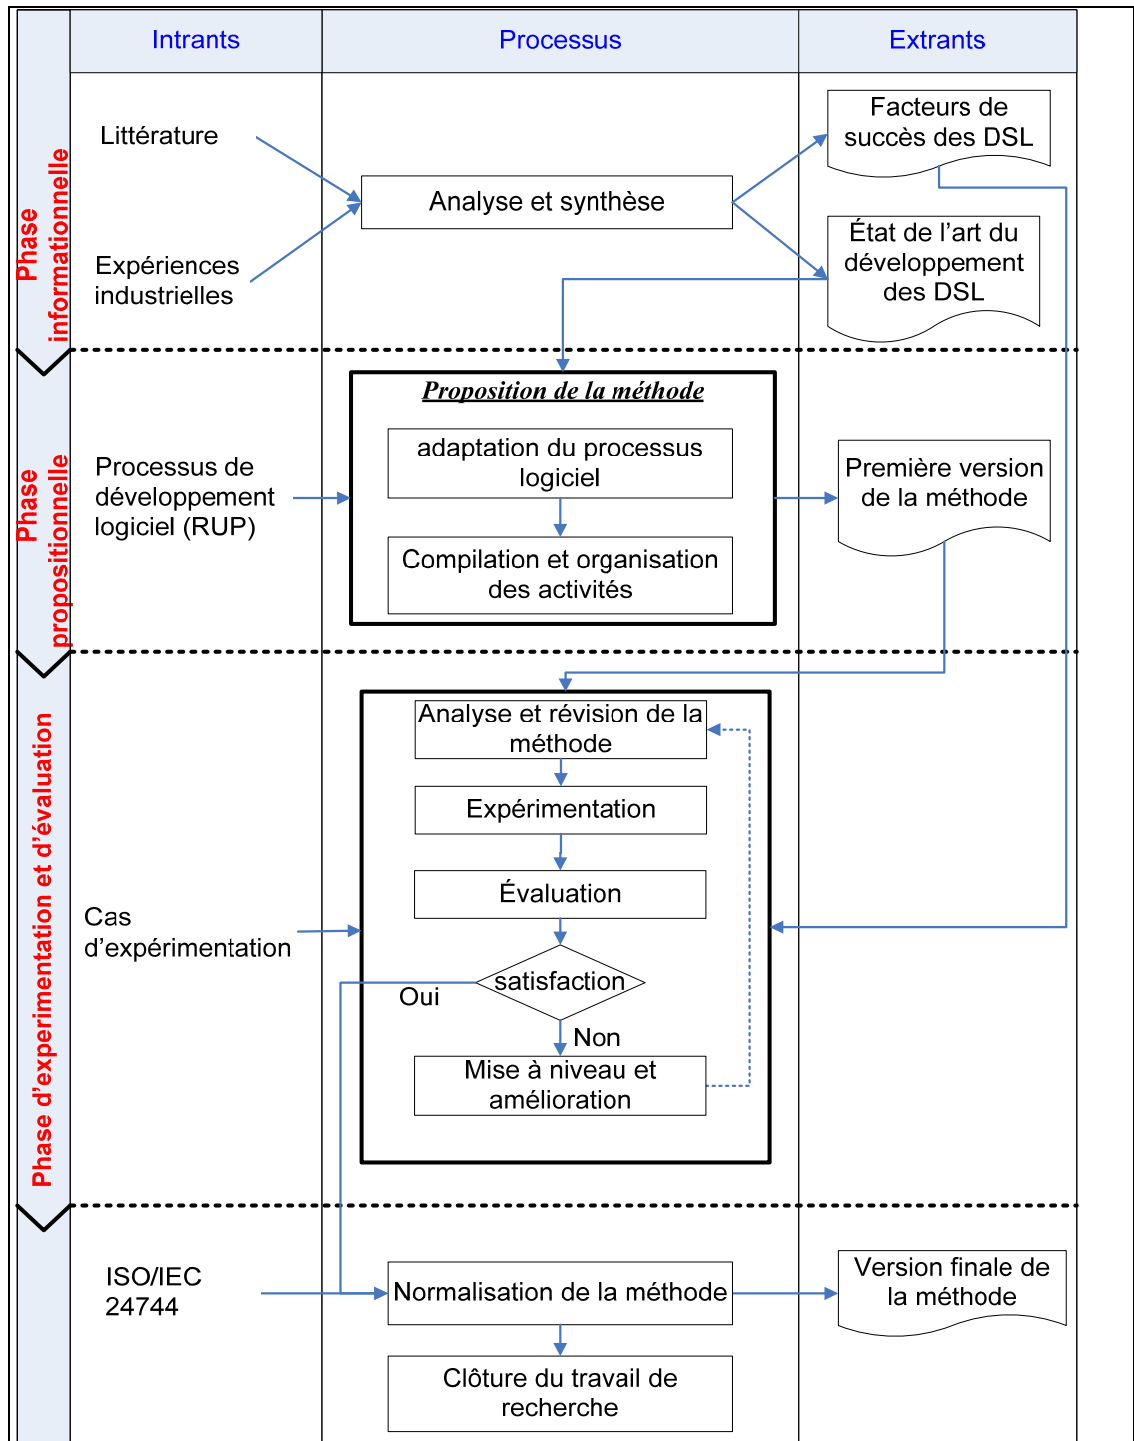 Intrants
Processus
Extrants
Phase
informationnelle
Littérature
Expériences
industrielles
Analyse et synthèse
Facteurs de
succès des DSL
État de l'art du
développement
des DSL
Phase
propositionnelle
Processus de
développement
logiciel (RUP)
Proposition de la méthode
adaptation du processus
logiciel
Compilation et organisation
des activités
Première version
de la méthode
Phase d'experimentation et d'évaluation
Cas
d'expérimentation
Analyse et révision de la
méthode
Expérimentation
Évaluation
satisfaction
Oui
Non
Mise à niveau et
amélioration
ISO/IEC
24744
Normalisation de la méthode
Version finale de
la méthode
Clôture du travail de
recherche